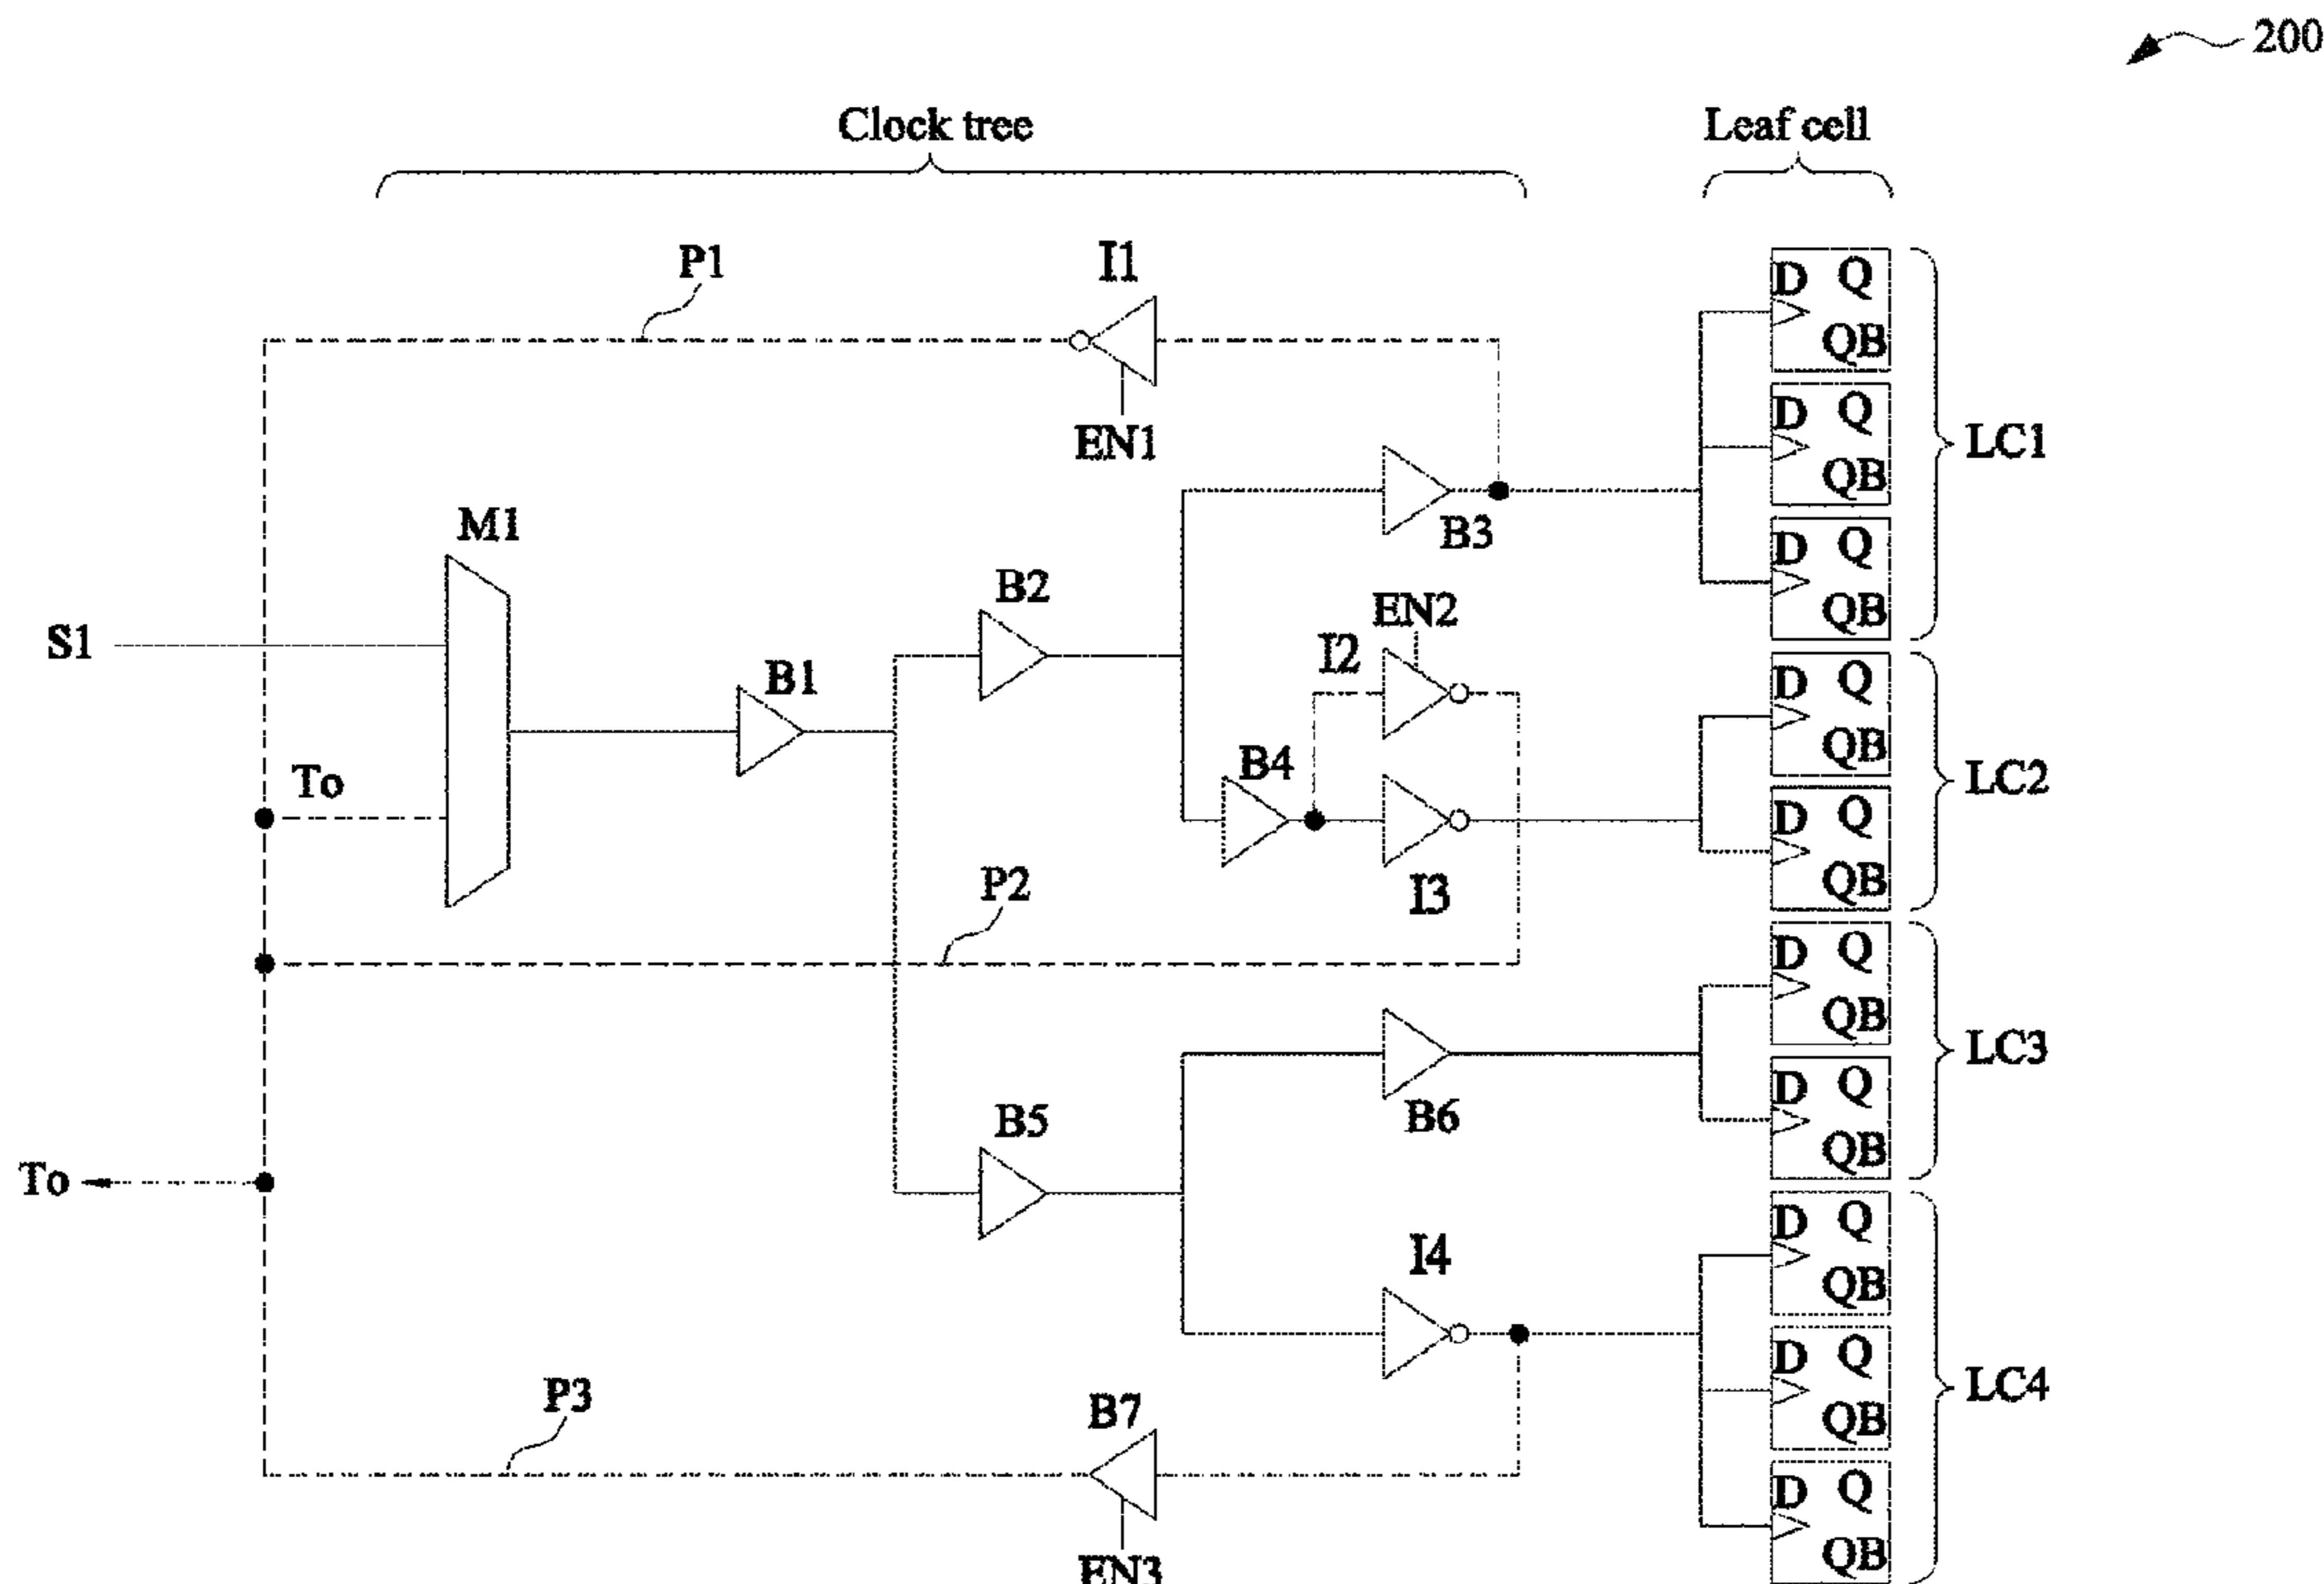 200
Clock tree
Leaf cell
P1
I1
EN1
M1
S1
To
B1
B2
B3
EN2
I2
B4
I3
P2
B5
B6
To
I4
P3
B7
EN3
D Q
QB
D Q
QB
D Q
QB
LC1
D Q
QB
D Q
QB
LC2
D Q
QB
D Q
QB
LC3
D Q
QB
D Q
QB
D Q
QB
LC4